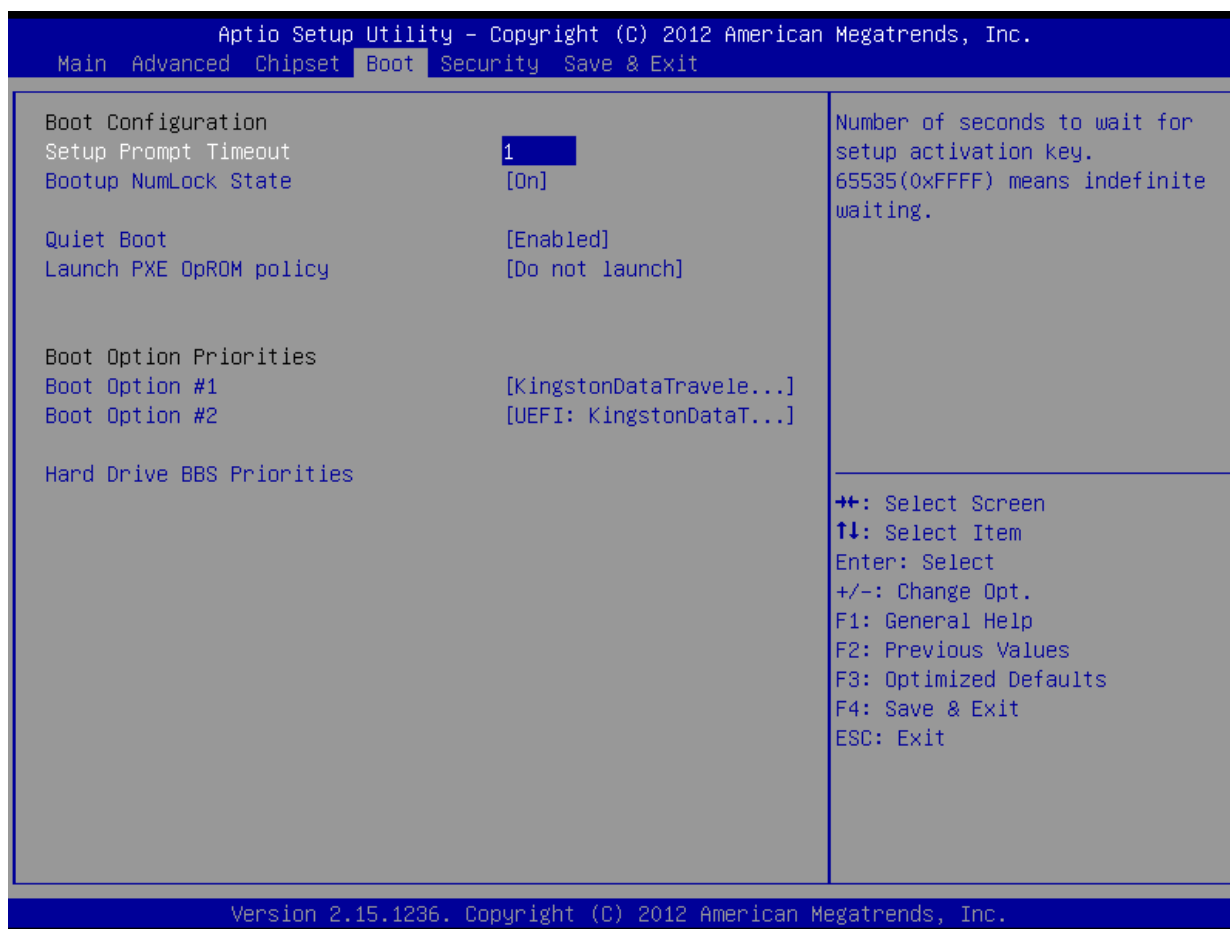 Aptio Setup Utility – Copyright (C) 2012 American Megatrends, Inc.
Main Advanced Chipset Boot Security Save & Exit
Boot Configuration
Setup Prompt Timeout 1
Bootup NumLock State [On]
Quiet Boot [Enabled]
Launch PXE OpROM policy [Do not launch]
Boot Option Priorities
Boot Option #1 [KingstonDataTravele...]
Boot Option #2 [UEFI: KingstonDataT...]
Hard Drive BBS Priorities
Number of seconds to wait for
setup activation key.
65535(0xFFFF) means indefinite
waiting.
→←: Select Screen
↑↓: Select Item
Enter: Select
+/-: Change Opt.
F1: General Help
F2: Previous Values
F3: Optimized Defaults
F4: Save & Exit
ESC: Exit
Version 2.15.1236. Copyright (C) 2012 American Megatrends, Inc.